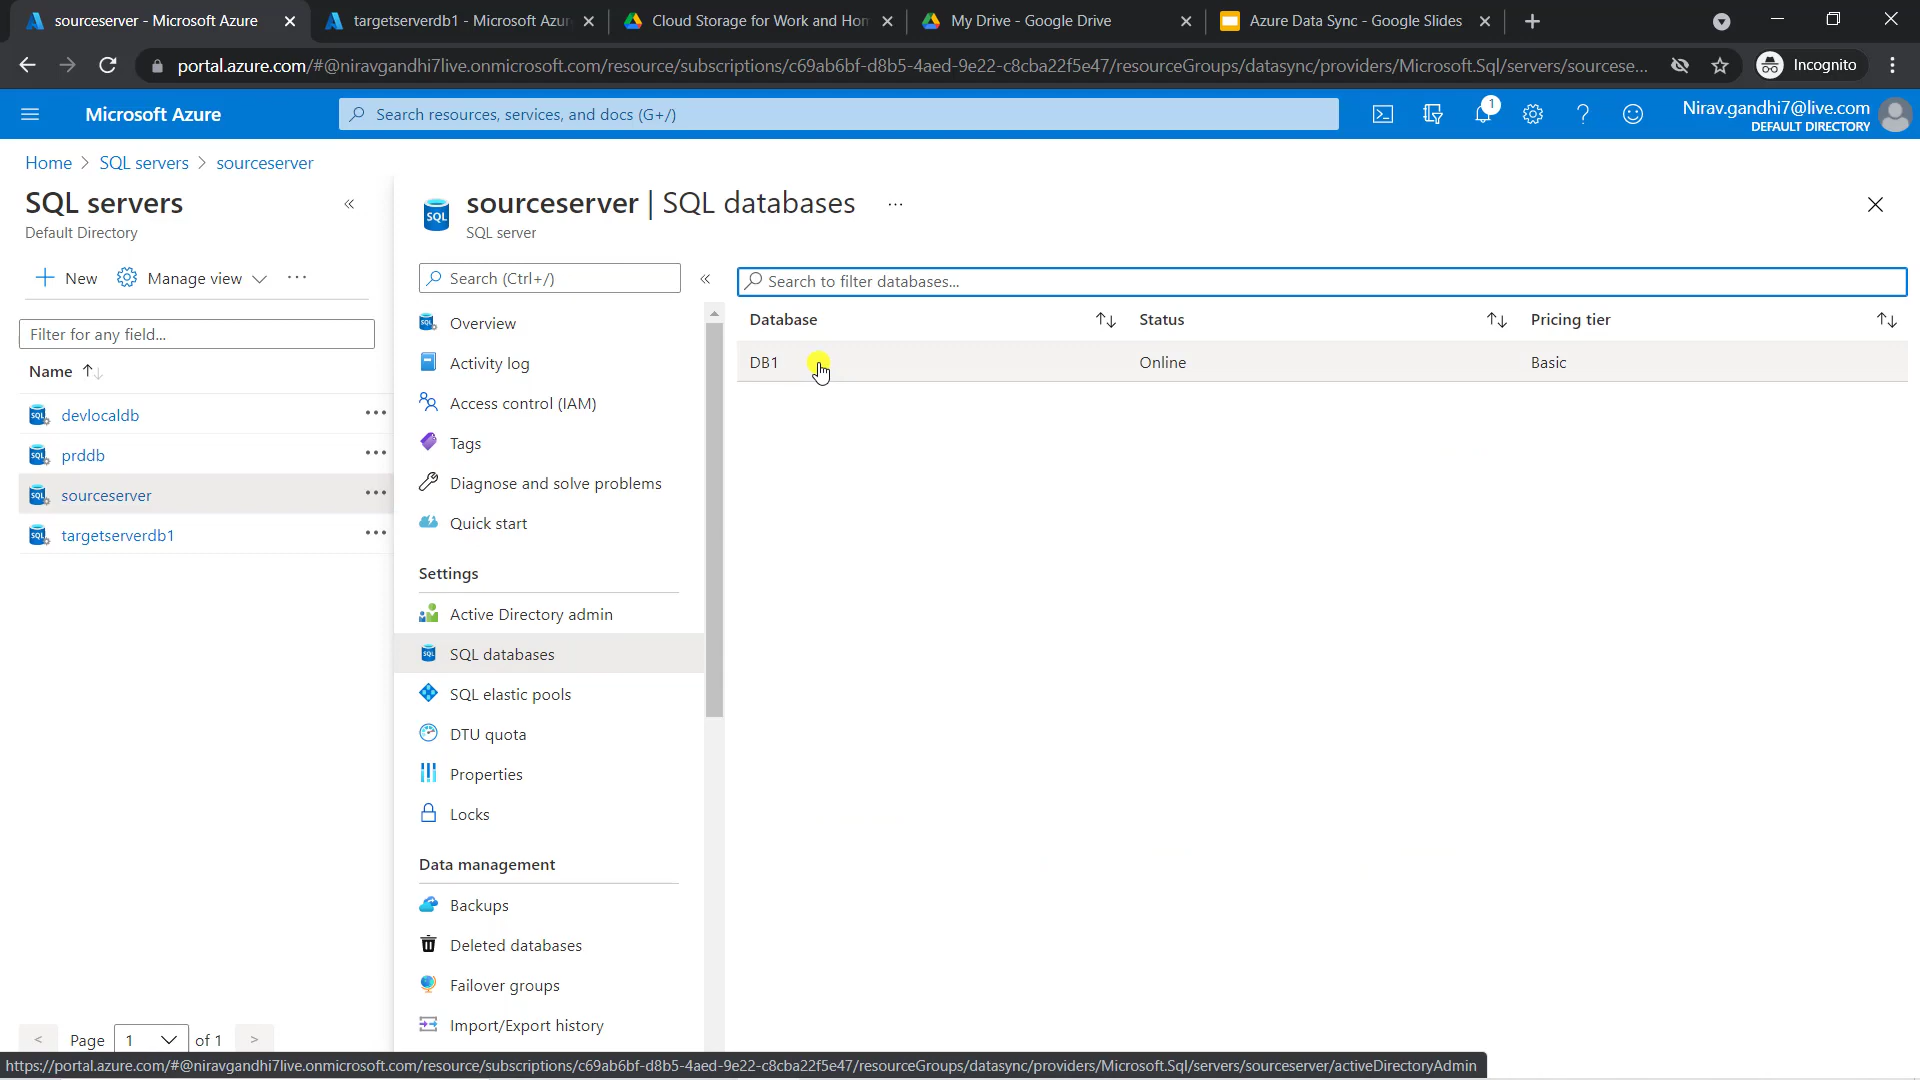 sourceserver - Microsoft Azure
targetserverdb1 - Microsoft Azur
Cloud Storage for Work and Hom
My Drive - Google Drive
Azure Data Sync - Google Slides
portal.azure.com/#@niravgandhi7live.onmicrosoft.com/resource/subscriptions/c69ab6bf-d8b5-4aed-9e22-c8cba22f5e47/resourceGroups/datasync/providers/Microsoft.Sql/servers/sourcese...
Incognito
Microsoft Azure
Search resources, services, and docs (G+/)
1
Nirav.gandhi7@live.com
DEFAULT DIRECTORY
Home > SQL servers > sourceserver
SQL servers
Default Directory
New
Manage view
Filter for any field...
Name
devlocaldb
prddb
sourceserver
targetserverdb1
< Page 1 of 1 >
sourceserver | SQL databases
SQL server
Search (Ctrl+/)
Overview
Activity log
Access control (IAM)
Tags
Diagnose and solve problems
Quick start
Settings
Active Directory admin
SQL databases
SQL elastic pools
DTU quota
Properties
Locks
Data management
Backups
Deleted databases
Failover groups
Import/Export history
Search to filter databases...
Database Status Pricing tier
DB1 Online Basic
https://portal.azure.com/#@niravgandhi7live.onmicrosoft.com/resource/subscriptions/c69ab6bf-d8b5-4aed-9e22-c8cba22f5e47/resourceGroups/datasync/providers/Microsoft.Sql/servers/sourceserver/activeDirectoryAdmin